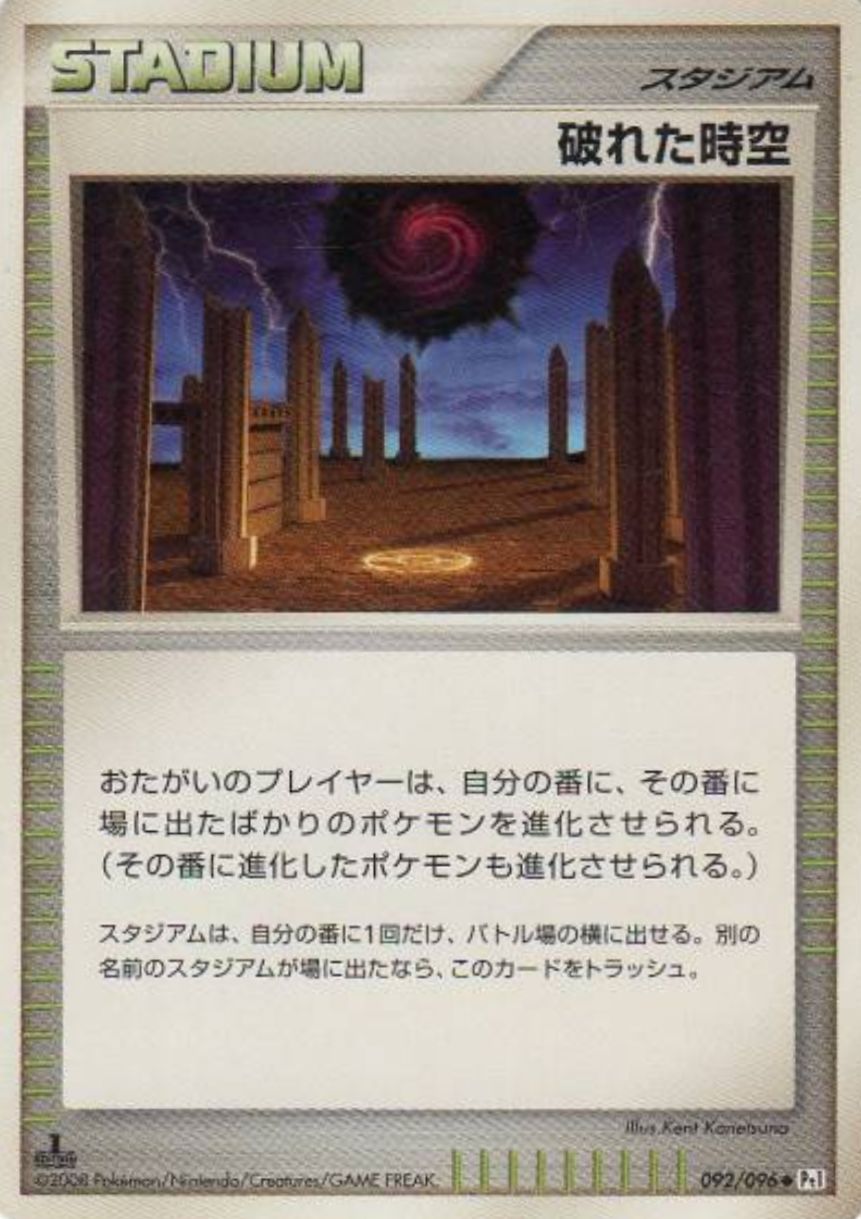 STADIUM
スタジアム
破れた時空
おたがいのプレイヤーは、自分の番に、その番に
場に出たばかりのポケモンを進化させられる。
(その番に進化したポケモンも進化させられる。)
スタジアムは、自分の番に1回だけ、バトル場の横に出せる。別の
名前のスタジアムが場に出たなら、このカードをトラッシュ。
Illus.Kent Kanetsuna
1
EDITION
©2008 Pokémon/Nintendo/Creatures/GAME FREAK.
092/096 ◆ Pt1